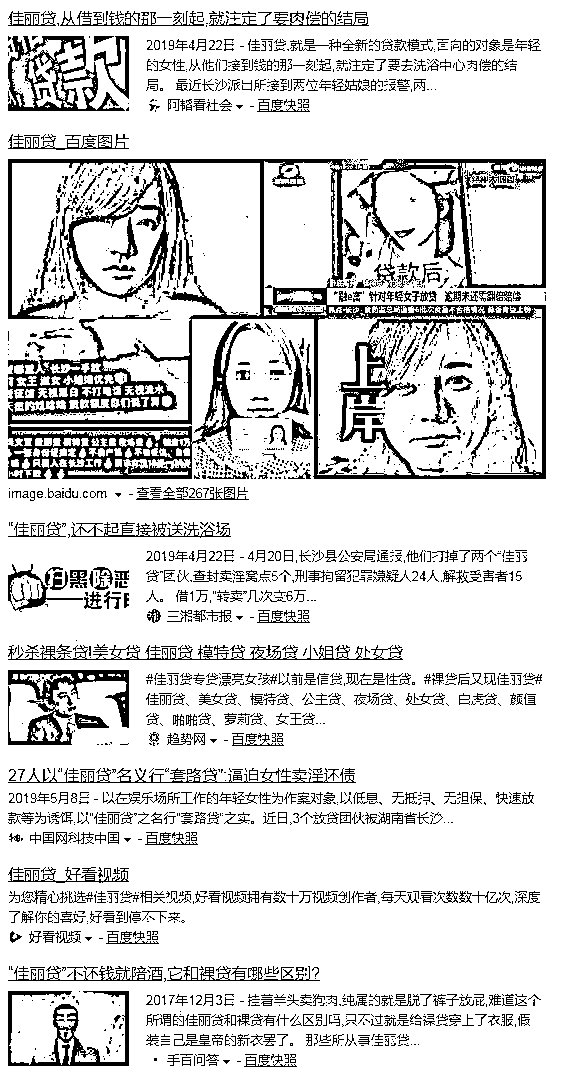 佳丽贷,从借到钱的那一刻起,就注定了要肉偿的结局
2019年4月22日 - 佳丽贷,就是一种全新的贷款模式,面向的对象是年轻
的女性,从他们接到钱的那一刻起,就注定了要去洗浴中心肉偿的结
局。 最近长沙派出所接到两位年轻姑娘的报警,两...
阿韬看社会 - 百度快照
佳丽贷_百度图片
贷款后
针对年轻女子放贷
上岸
image.baidu.com - 查看全部267张图片
“佳丽贷”,还不起直接被送洗浴场
2019年4月22日 - 4月20日,长沙县公安局通报,他们打掉了两个“佳丽
贷”团伙,查封卖淫窝点5个,刑事拘留犯罪嫌疑人24人,解救受害者15
人。 借1万,“转卖”几次变6万...
扫黑除恶
进行
三湘都市报 - 百度快照
秒杀裸条贷!美女贷 佳丽贷 模特贷 夜场贷 小姐贷 处女贷
#佳丽贷专贷漂亮女孩#以前是信贷,现在是性贷。#裸贷后又现佳丽贷#
佳丽贷、美女贷、模特贷、公主贷、夜场贷、处女贷、白虎贷、颜值
贷、啪啪贷、萝莉贷、女王贷...
趋势网 - 百度快照
27人以“佳丽贷”名义行“套路贷”:逼迫女性卖淫还债
2019年5月8日 - 以在娱乐场所工作的年轻女性为作案对象,以低息、无抵押、无担保、快速放
款等为诱饵,以“佳丽贷”之名行“套路贷”之实。近日,3个放贷团伙被湖南省长沙...
中国网科技中国 - 百度快照
佳丽贷_好看视频
为您精心挑选#佳丽贷#相关视频,好看视频拥有数十万视频创作者,每天观看次数数十亿次,深度
了解你的喜好,好看到停不下来。
好看视频 - 百度快照
“佳丽贷”不还钱就陪酒,它和裸贷有哪些区别?
2017年12月3日 - 挂着羊头卖狗肉,纯属的就是脱了裤子放屁,难道这个
所谓的佳丽贷和裸贷有什么区别吗,只不过就是给裸贷穿上了衣服,假
装自己是皇帝的新衣罢了。 那些所从事佳丽贷...
手百问答 - 百度快照